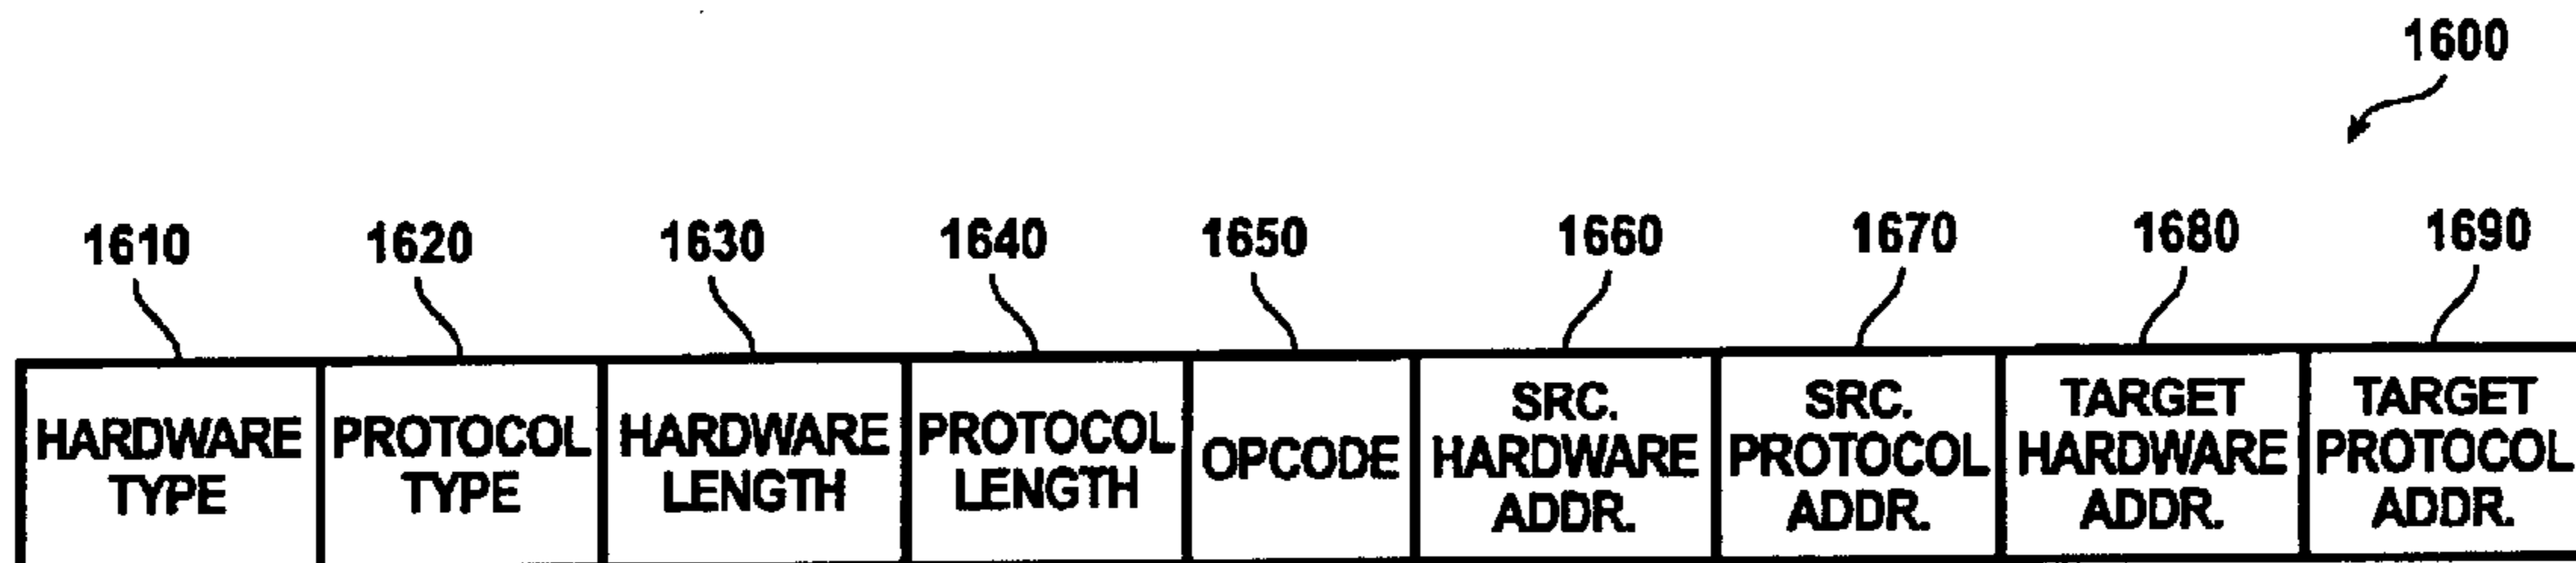 1600
1610 1620 1630 1640 1650 1660 1670 1680 1690
HARDWARE TYPE
PROTOCOL TYPE
HARDWARE LENGTH
PROTOCOL LENGTH
OPCODE
SRC. HARDWARE ADDR.
SRC. PROTOCOL ADDR.
TARGET HARDWARE ADDR.
TARGET PROTOCOL ADDR.